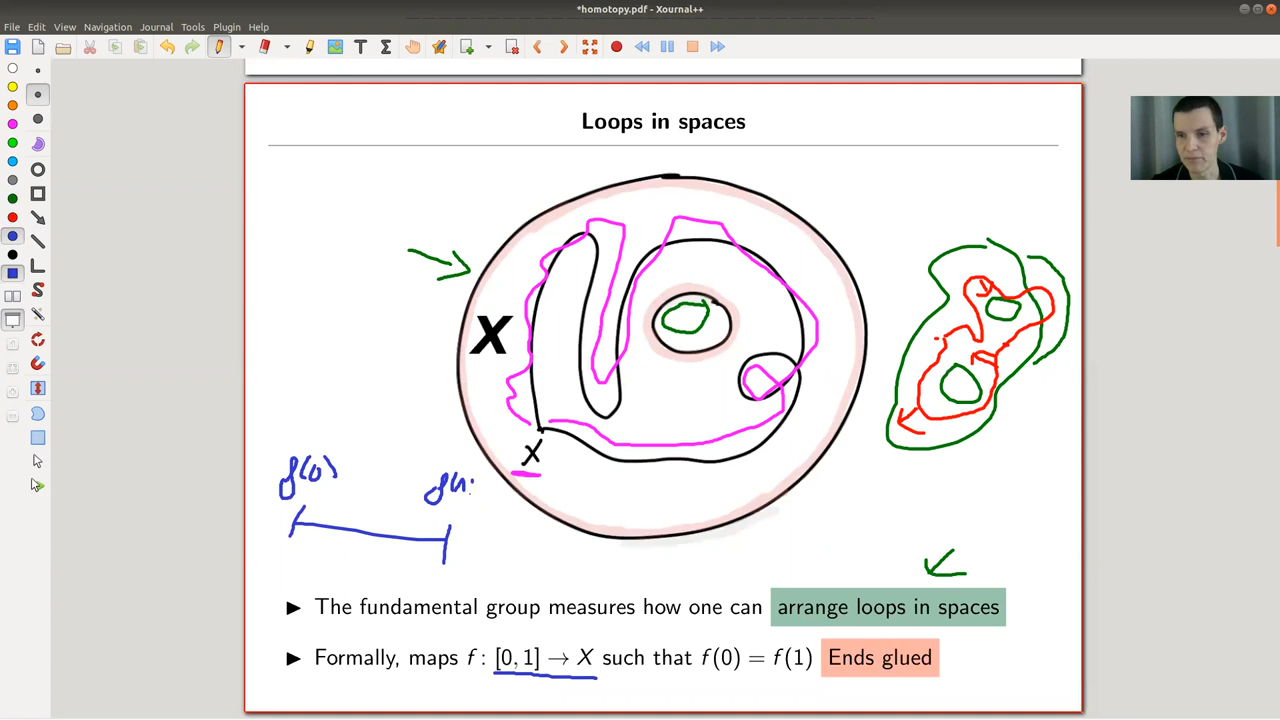 *homotopy.pdf - Xournal++
File Edit View Navigation Journal Tools Plugin Help
Loops in spaces
X
x
f(0)
▶ The fundamental group measures how one can arrange loops in spaces
▶ Formally, maps f : [0, 1] → X such that f(0) = f(1) Ends glued